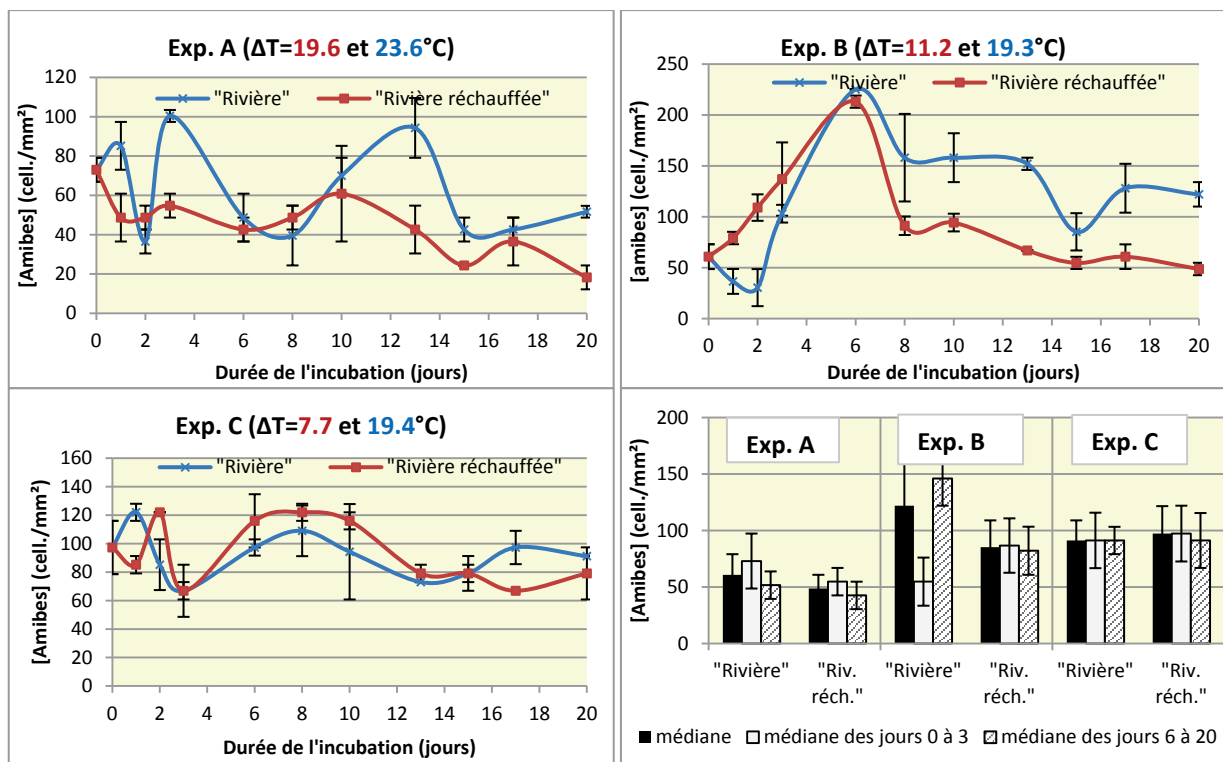 Exp. A (ΔT=19.6 et 23.6°C)
"Rivière" "Rivière réchauffée"
[Amibes] (cell./mm²)
120
100
80
60
40
20
0
0 2 4 6 8 10 12 14 16 18 20
Durée de l'incubation (jours)
Exp. B (ΔT=11.2 et 19.3°C)
"Rivière" "Rivière réchauffée"
[amibes] (cell./mm²)
250
200
150
100
50
0
0 2 4 6 8 10 12 14 16 18 20
Durée de l'incubation (jours)
Exp. C (ΔT=7.7 et 19.4°C)
"Rivière" "Rivière réchauffée"
[Amibes] (cell./mm²)
160
140
120
100
80
60
40
20
0
0 2 4 6 8 10 12 14 16 18 20
Durée de l'incubation (jours)
[Amibes] (cell./mm²)
200
150
100
50
0
Exp. A Exp. B Exp. C
"Rivière" "Riv. réch." "Rivière" "Riv. réch." "Rivière" "Riv. réch."
médiane médiane des jours 0 à 3 médiane des jours 6 à 20